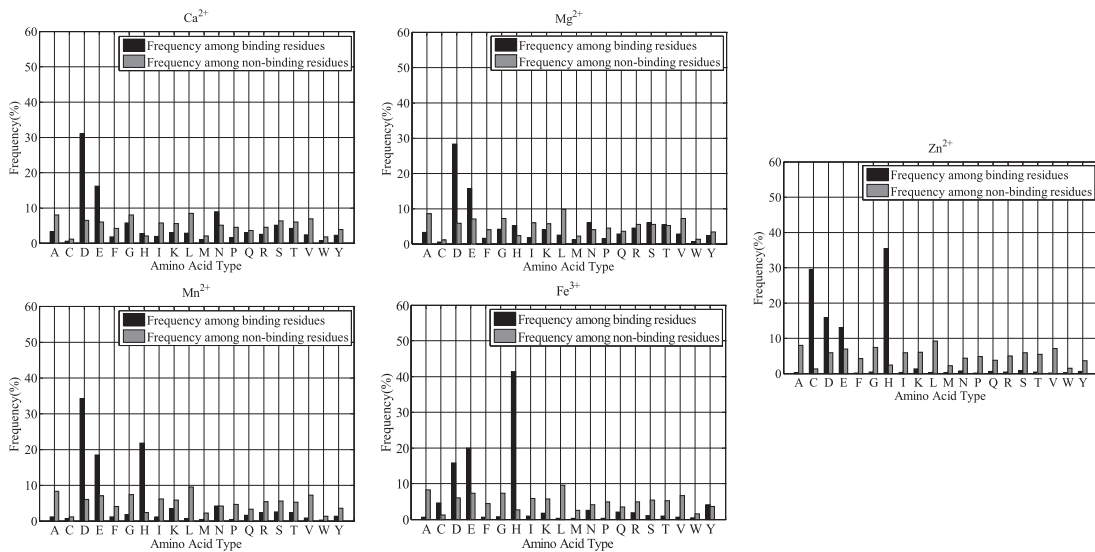 Ca2+
60
50
40
30
20
10
0
Frequency(%)
Frequency among binding residues
Frequency among non-binding residues
A C D E F G H I K L M N P Q R S T V W Y
Amino Acid Type
Mg2+
60
50
40
30
20
10
0
Frequency(%)
Frequency among binding residues
Frequency among non-binding residues
A C D E F G H I K L M N P Q R S T V W Y
Amino Acid Type
Zn2+
60
50
40
30
20
10
0
Frequency(%)
Frequency among binding residues
Frequency among non-binding residues
A C D E F G H I K L M N P Q R S T V W Y
Amino Acid Type
Mn2+
60
50
40
30
20
10
0
Frequency(%)
Frequency among binding residues
Frequency among non-binding residues
A C D E F G H I K L M N P Q R S T V W Y
Amino Acid Type
Fe3+
60
50
40
30
20
10
0
Frequency(%)
Frequency among binding residues
Frequency among non-binding residues
A C D E F G H I K L M N P Q R S T V W Y
Amino Acid Type